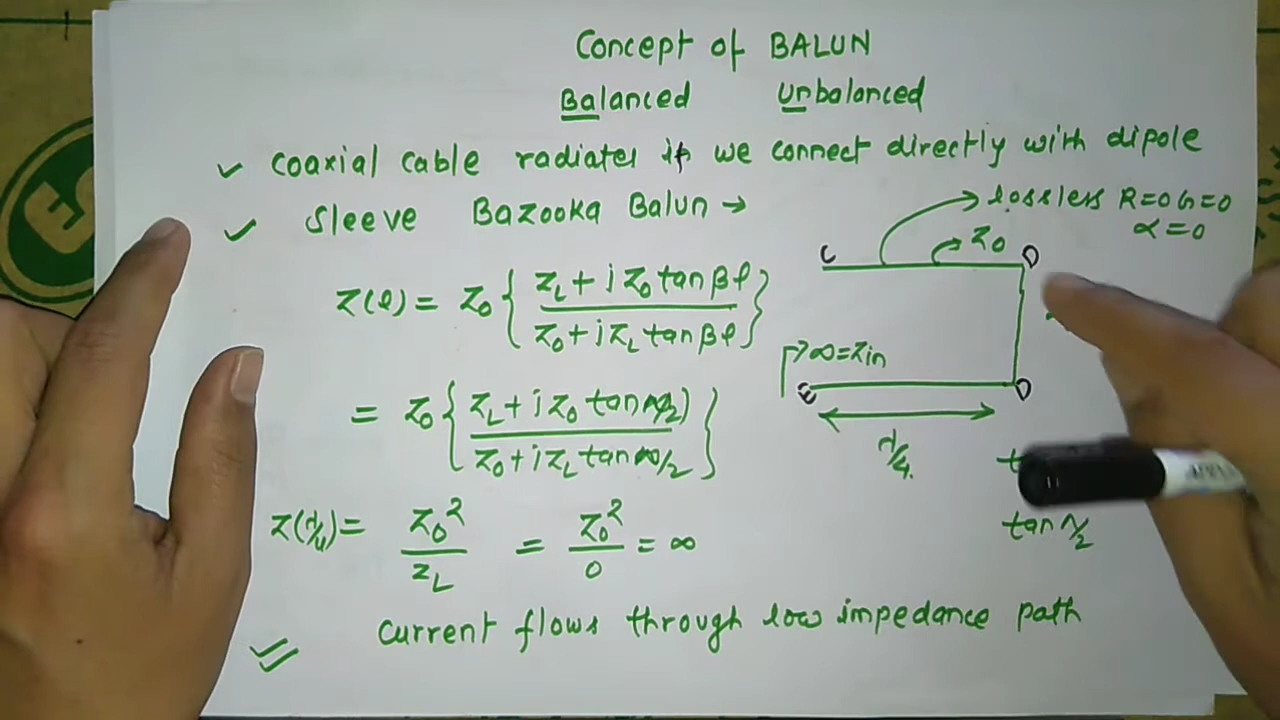 Concept of BALUN
Balanced Unbalanced
✓ Coaxial cable radiates if we connect directly with dipole
✓ Sleeve Bazooka Balun →
lossless R=0 G=0
α=0
Z0
C D
Z(l) = Z0 { ZL + j Z0 tan βl / Z0 + j ZL tan βl }
∞ = Zin
E D
= Z0 { ZL + j Z0 tan π/2) / Z0 + j ZL tan π/2 }
λ/4.
Z(λ/4) = Z0² / ZL = Z0² / 0 = ∞
tan π/2
Current flows through low impedance path